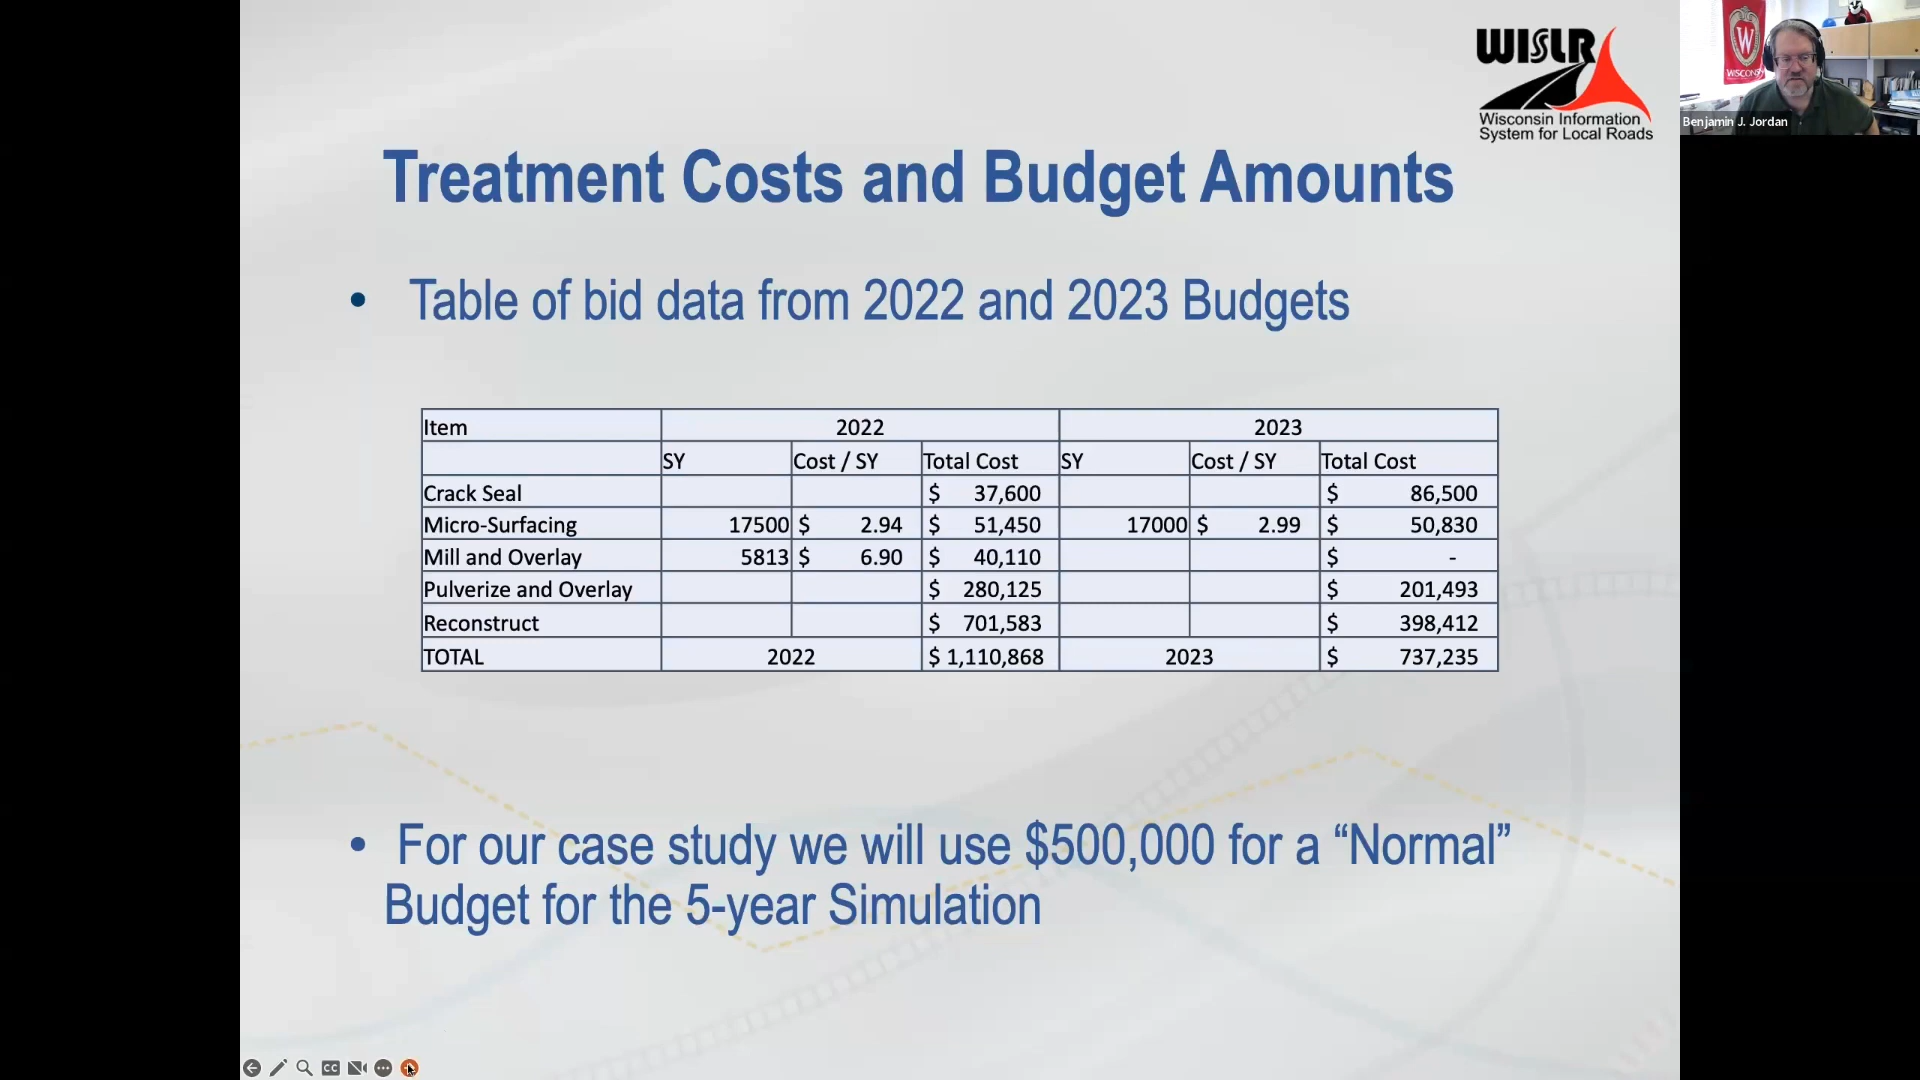 WISLR
Wisconsin Information
System for Local Roads
WISCONSIN
Benjamin J. Jordan
Treatment Costs and Budget Amounts
• Table of bid data from 2022 and 2023 Budgets
Item 2022 2023
SY Cost / SY Total Cost SY Cost / SY Total Cost
Crack Seal $ 37,600 $ 86,500
Micro-Surfacing 17500 $ 2.94 $ 51,450 17000 $ 2.99 $ 50,830
Mill and Overlay 5813 $ 6.90 $ 40,110 $ -
Pulverize and Overlay $ 280,125 $ 201,493
Reconstruct $ 701,583 $ 398,412
TOTAL 2022 $ 1,110,868 2023 $ 737,235
• For our case study we will use $500,000 for a “Normal”
Budget for the 5-year Simulation
CC